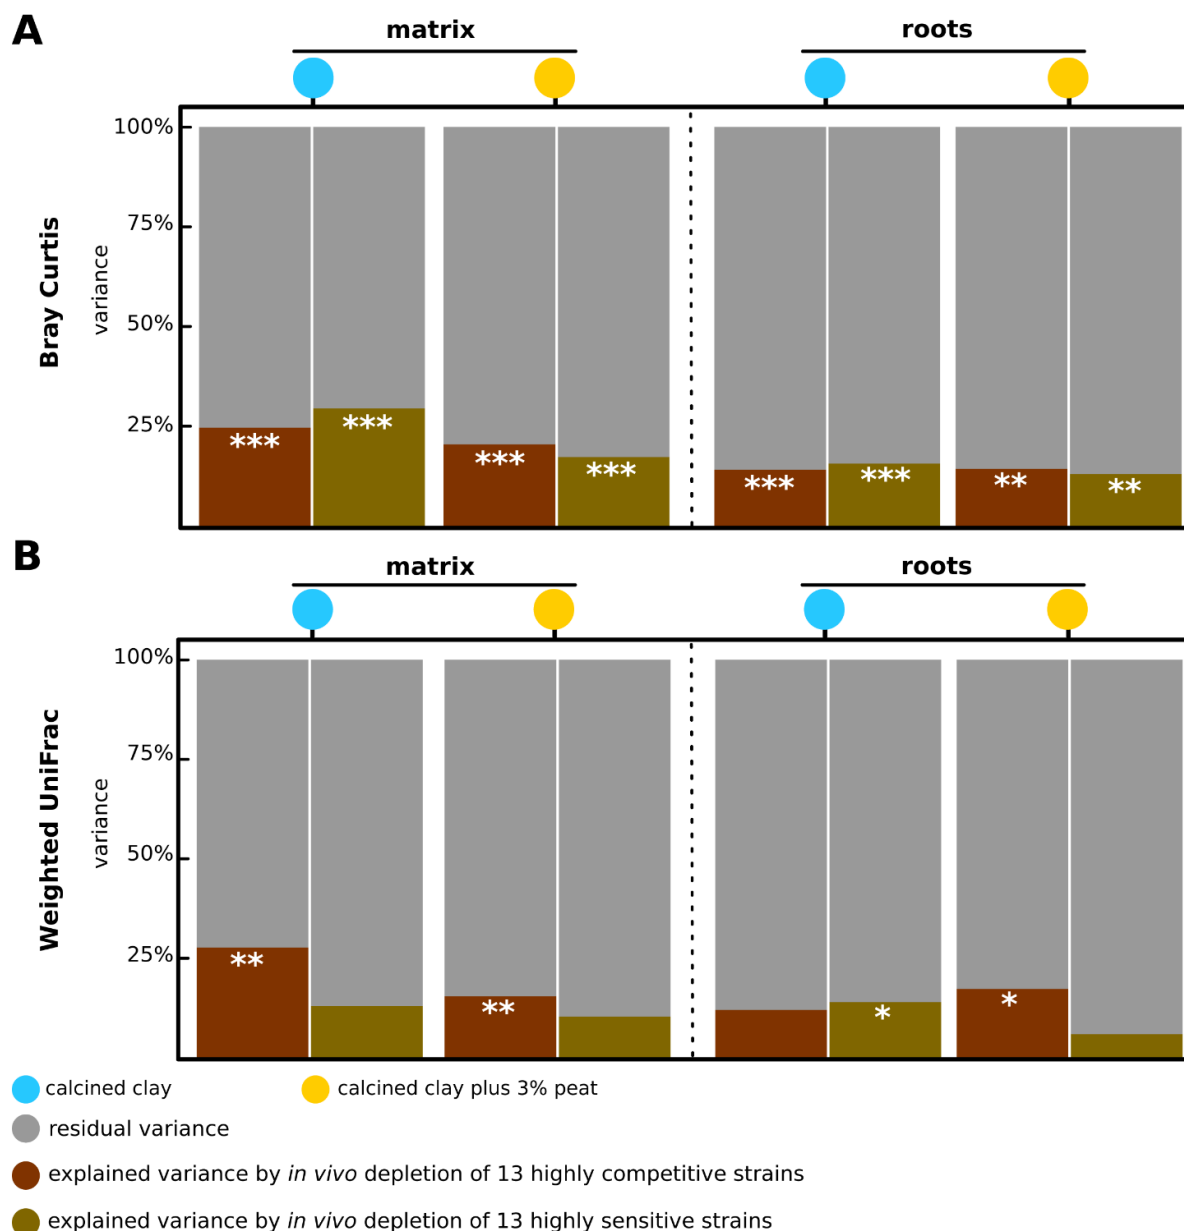 A
matrix roots
100%
75%
50%
25%
Bray Curtis
variance
*** *** *** *** *** *** ** **
B
matrix roots
100%
75%
50%
25%
Weighted UniFrac
variance
** ** * *
calcined clay calcined clay plus 3% peat
residual variance
explained variance by in vivo depletion of 13 highly competitive strains
explained variance by in vivo depletion of 13 highly sensitive strains